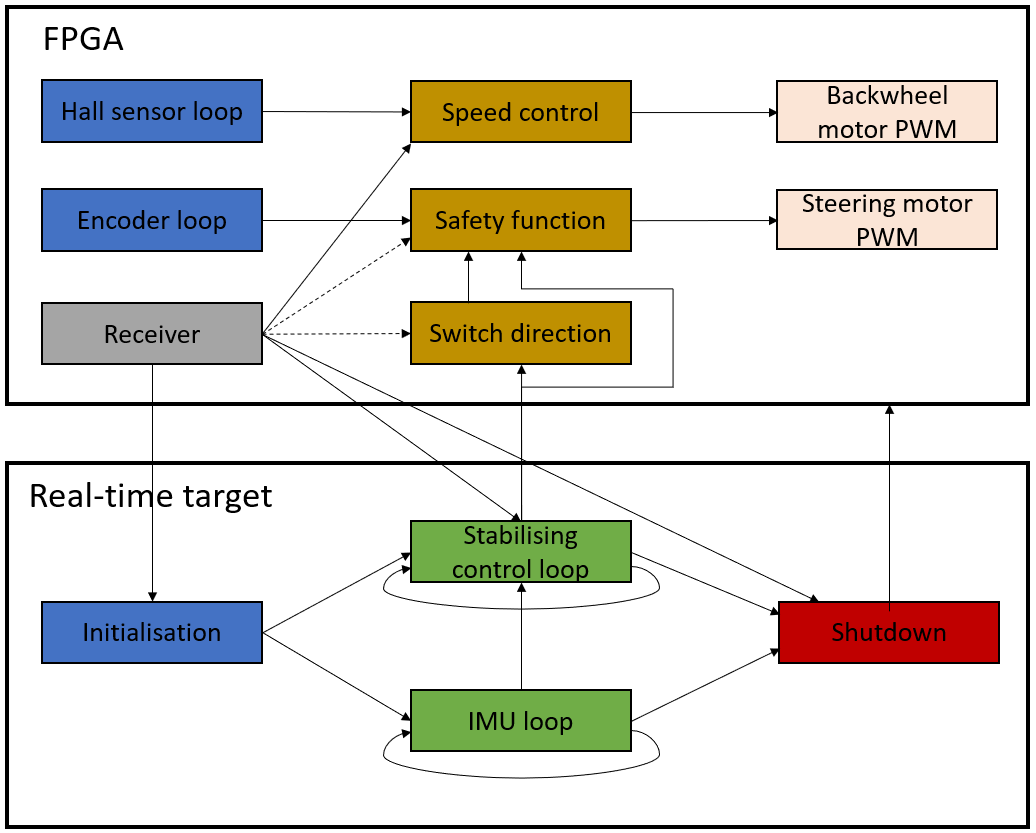 FPGA
Hall sensor loop
Speed control
Backwheel
motor PWM
Encoder loop
Safety function
Steering motor
PWM
Receiver
Switch direction
Real-time target
Stabilising
control loop
Initialisation
Shutdown
IMU loop